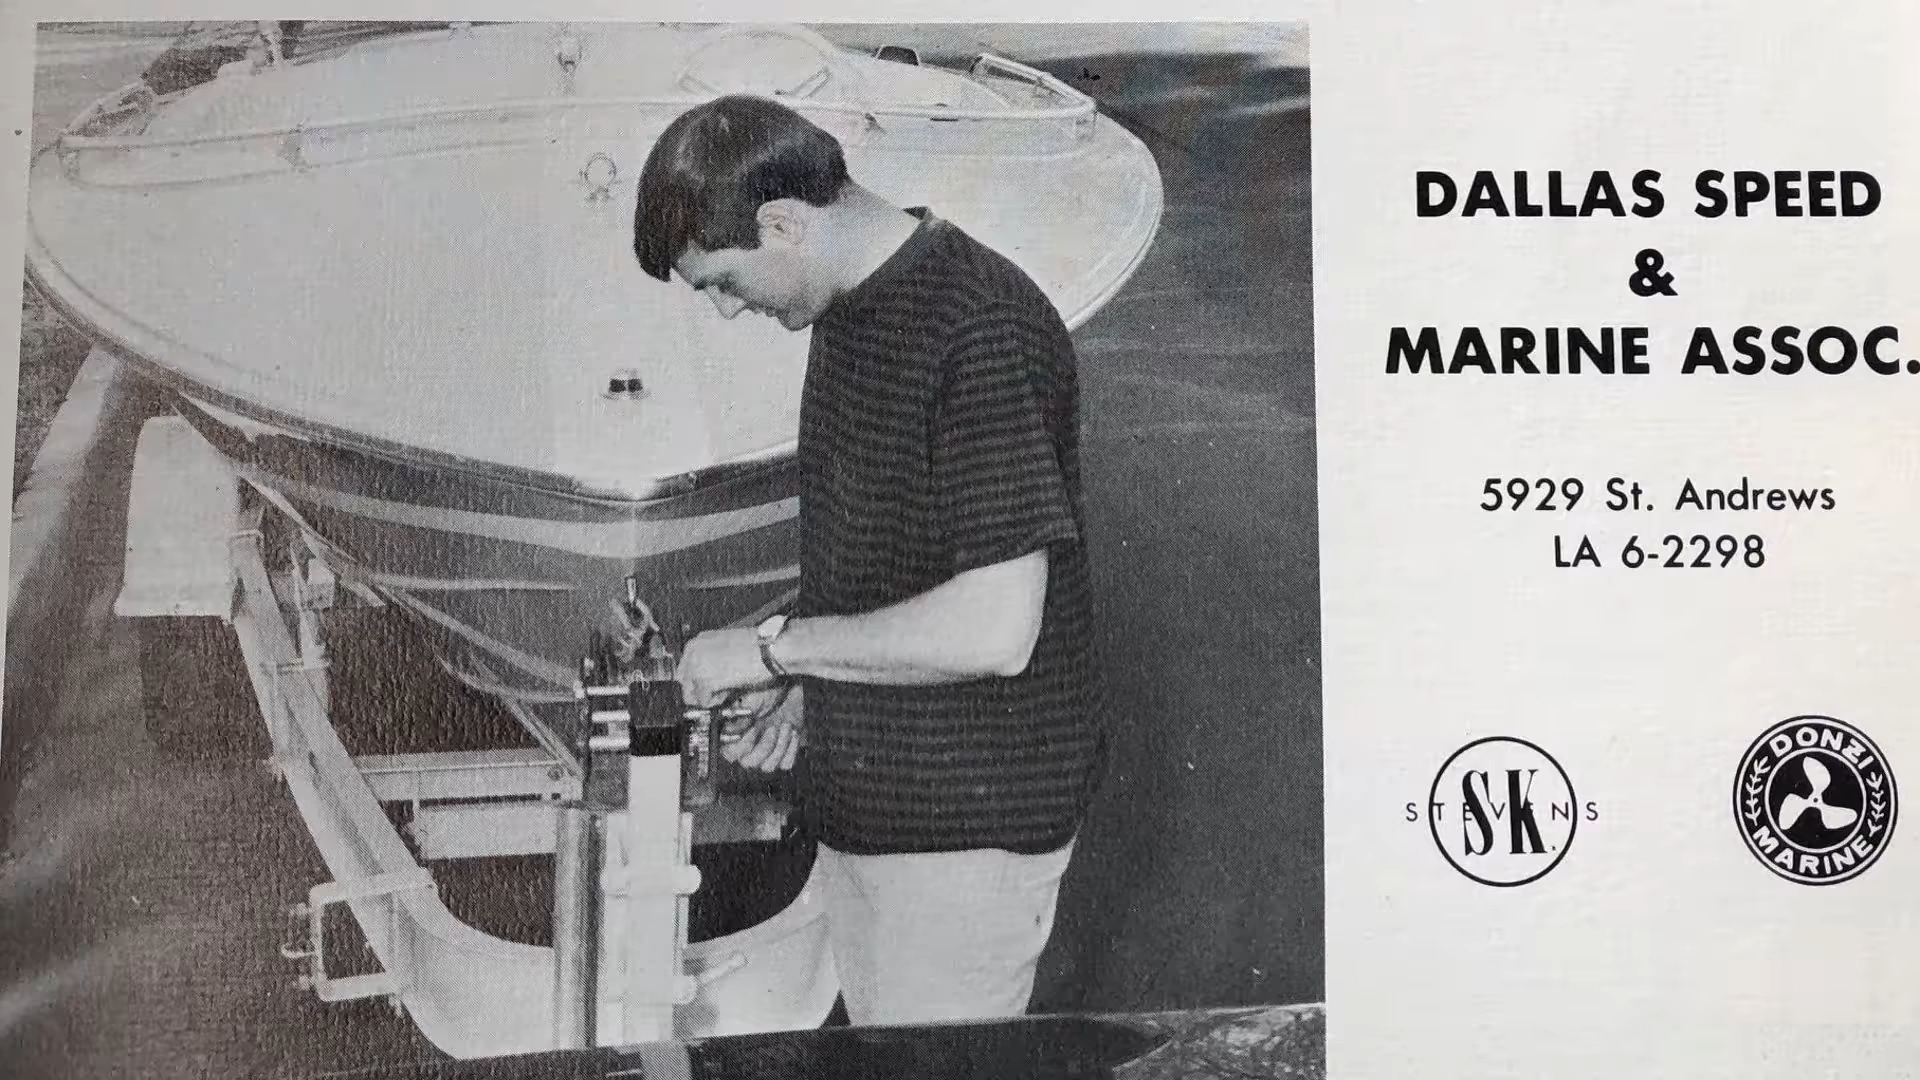 DALLAS SPEED
&
MARINE ASSOC.
5929 St. Andrews
LA 6-2298
STEVENS
SK.
DONZI
MARINE